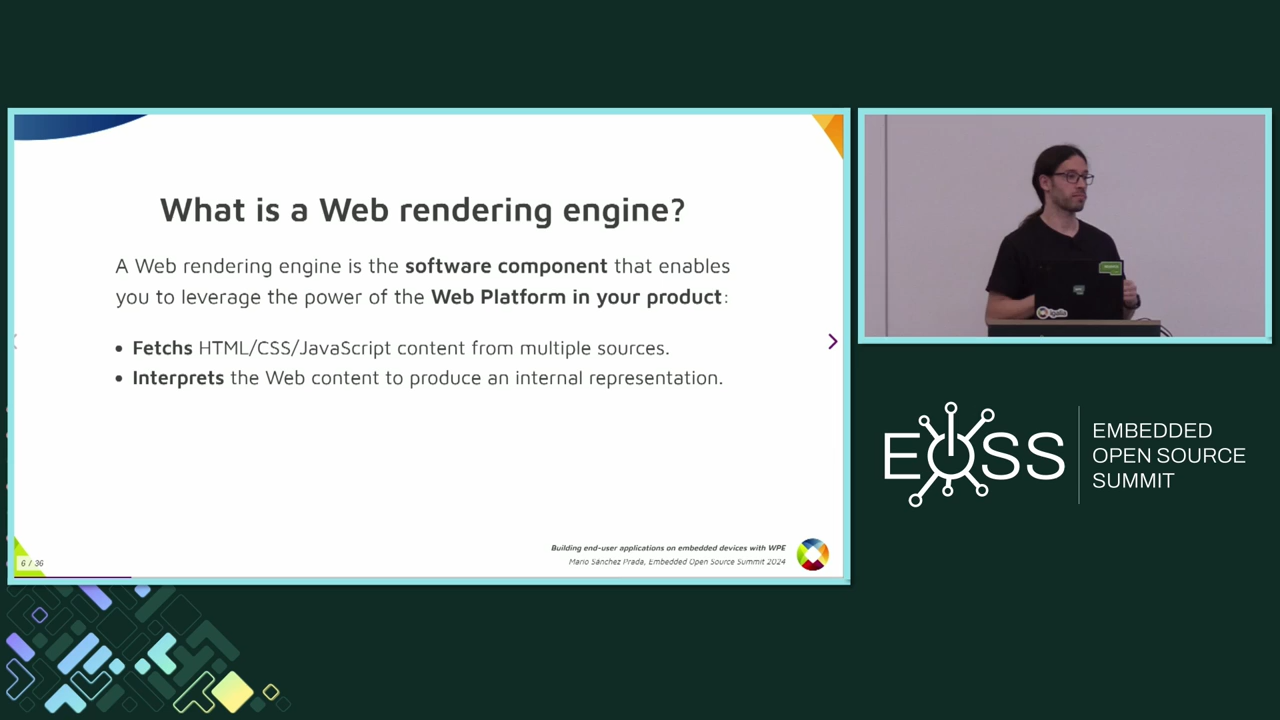 What is a Web rendering engine?
A Web rendering engine is the software component that enables
you to leverage the power of the Web Platform in your product:
• Fetchs HTML/CSS/JavaScript content from multiple sources.
• Interprets the Web content to produce an internal representation.
Building end-user applications on embedded devices with WPE
Mario Sánchez Prada, Embedded Open Source Summit 2024
6 / 36
EOSS
EMBEDDED
OPEN SOURCE
SUMMIT